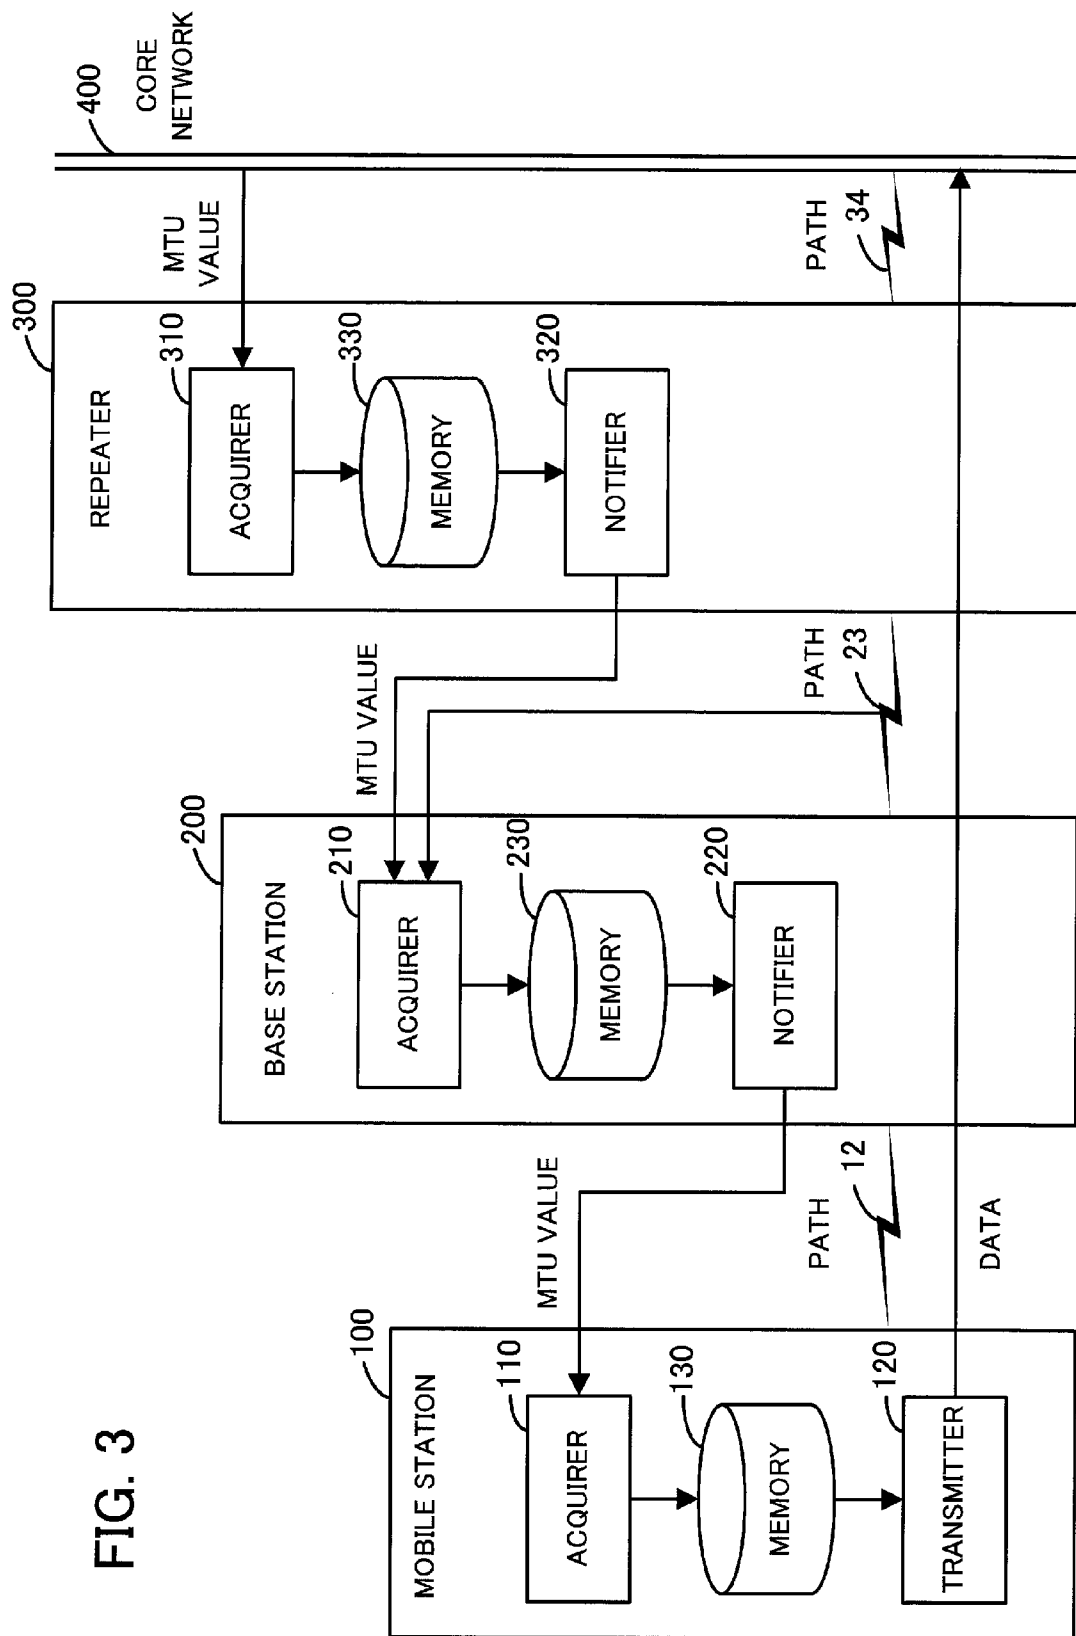 FIG. 3
MOBILE STATION
100
110
ACQUIRER
130
MEMORY
120
TRANSMITTER
MTU VALUE
PATH
12
DATA
BASE STATION
200
210
ACQUIRER
230
MEMORY
220
NOTIFIER
MTU VALUE
PATH
23
REPEATER
300
310
ACQUIRER
330
MEMORY
320
NOTIFIER
MTU
VALUE
PATH
34
400
CORE
NETWORK